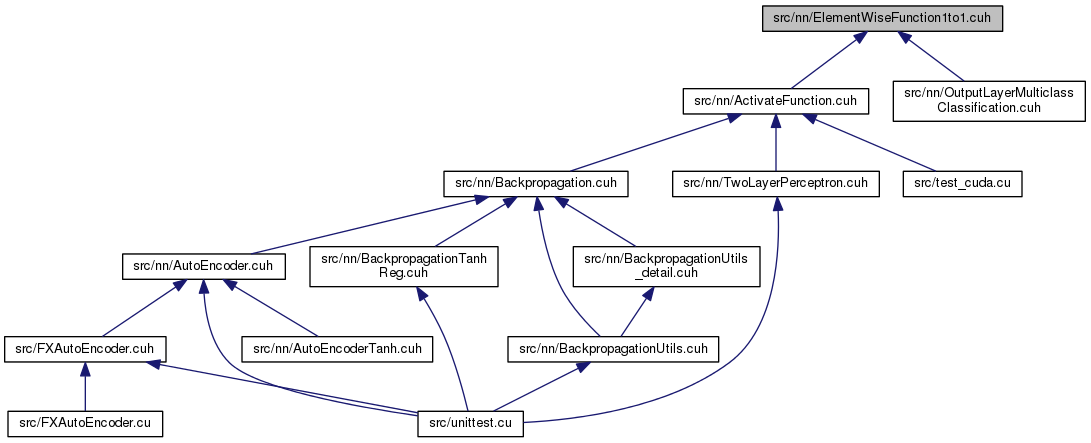 src/nn/ElementWiseFunction1to1.cuh
src/nn/ActivateFunction.cuh
src/nn/OutputLayerMulticlass
Classification.cuh
src/nn/Backpropagation.cuh
src/nn/TwoLayerPerceptron.cuh
src/test_cuda.cu
src/nn/AutoEncoder.cuh
src/nn/BackpropagationTanh
Reg.cuh
src/nn/BackpropagationUtils
_detail.cuh
src/FXAutoEncoder.cuh
src/nn/AutoEncoderTanh.cuh
src/nn/BackpropagationUtils.cuh
src/FXAutoEncoder.cu
src/unittest.cu